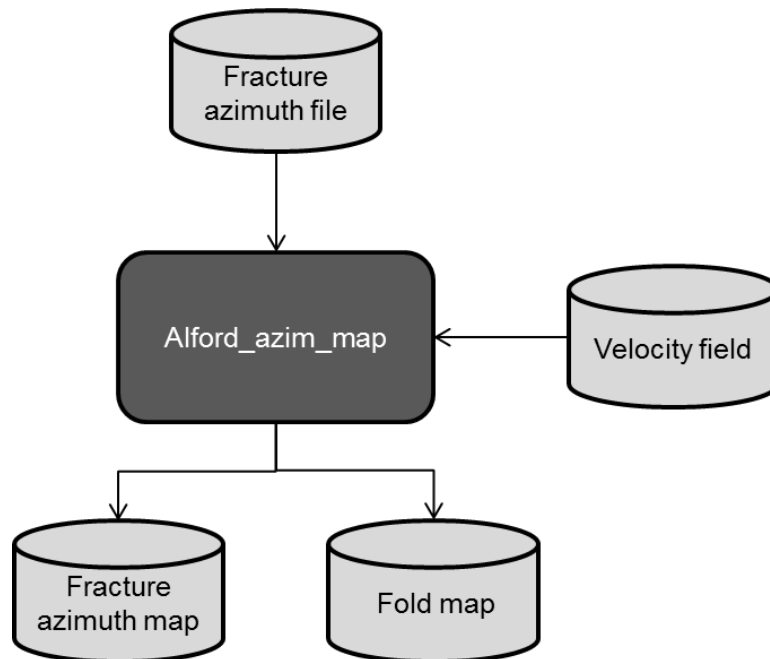 Fracture
azimuth file
Alford_azim_map
Velocity field
Fracture
azimuth map
Fold map